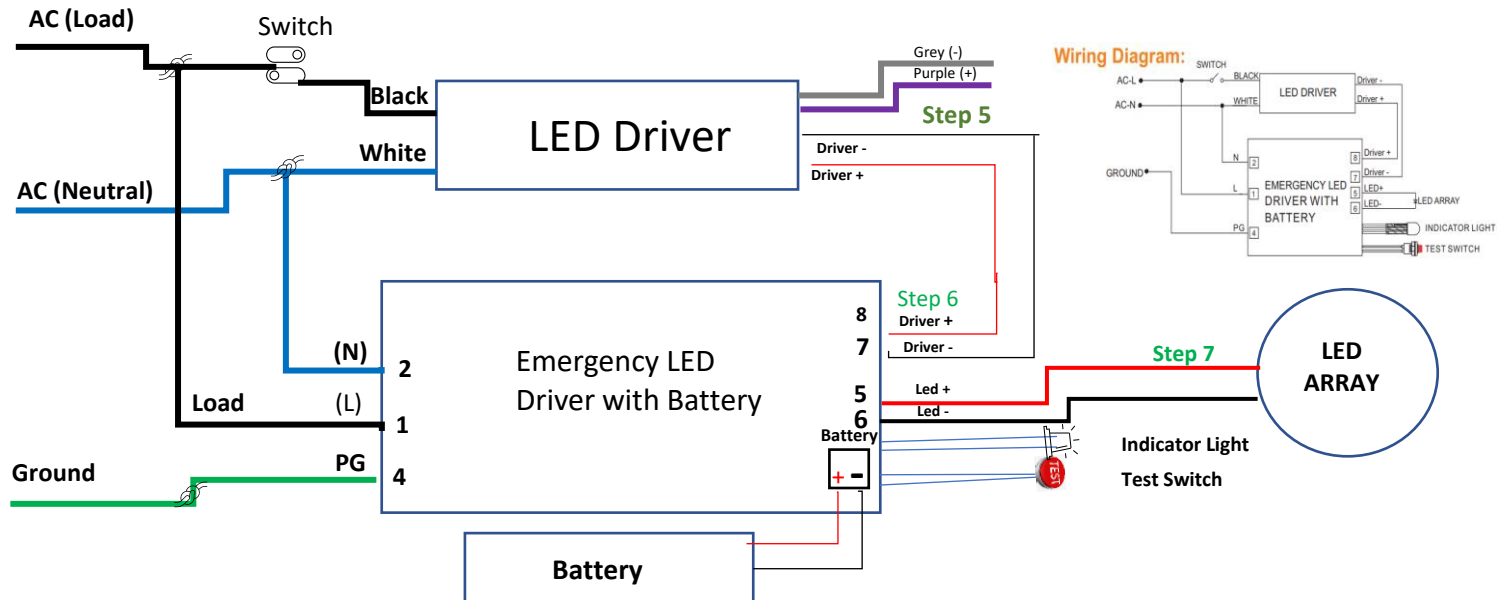 AC (Load)
Switch
Black
White
AC (Neutral)
LED Driver
Grey (-)
Purple (+)
Step 5
Driver -
Driver +
Wiring Diagram:
SWITCH
AC-L
BLACK
AC-N
WHITE
LED DRIVER
Driver -
Driver +
GROUND
N
2
L
1
PG
4
EMERGENCY LED
DRIVER WITH
BATTERY
8
Driver +
7
Driver -
5
LED+
6
LED-
LED ARRAY
INDICATOR LIGHT
TEST SWITCH
Step 6
8
Driver +
7
Driver -
(N)
2
Emergency LED
Driver with Battery
Load
(L)
1
5
Led +
6
Led -
Step 7
LED
ARRAY
Ground
PG
4
Battery
+ -
TEST
Indicator Light
Test Switch
Battery